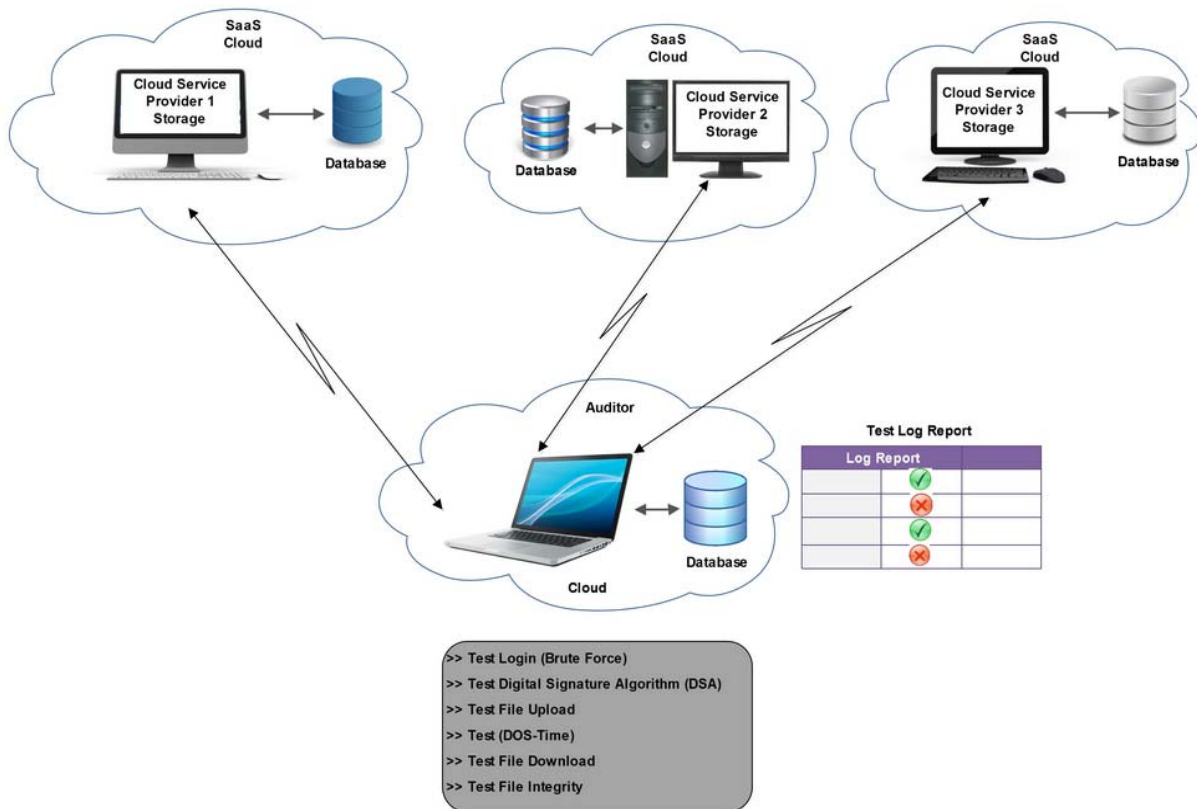 SaaS
Cloud
Cloud Service
Provider 1
Storage
Database
SaaS
Cloud
Cloud Service
Provider 2
Storage
Database
SaaS
Cloud
Cloud Service
Provider 3
Storage
Database
Auditor
Database
Cloud
Test Log Report
Log Report
>> Test Login (Brute Force)
>> Test Digital Signature Algorithm (DSA)
>> Test File Upload
>> Test (DOS-Time)
>> Test File Download
>> Test File Integrity